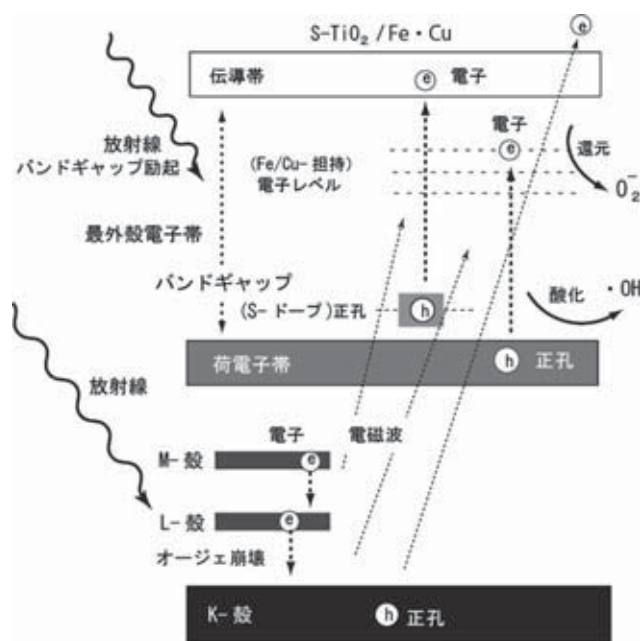 S-TiO₂/Fe・Cu
e
伝導帯
e 電子
放射線
バンドギャップ励起
(Fe/Cu-担持)
電子レベル
電子
e
還元
O₂⁻
最外殻電子帯
バンドギャップ
(S-ドープ)正孔
h
酸化
・OH
荷電子帯
h 正孔
放射線
電子
電磁波
M-殻
e
L-殻
e
オージェ崩壊
K-殻
h 正孔